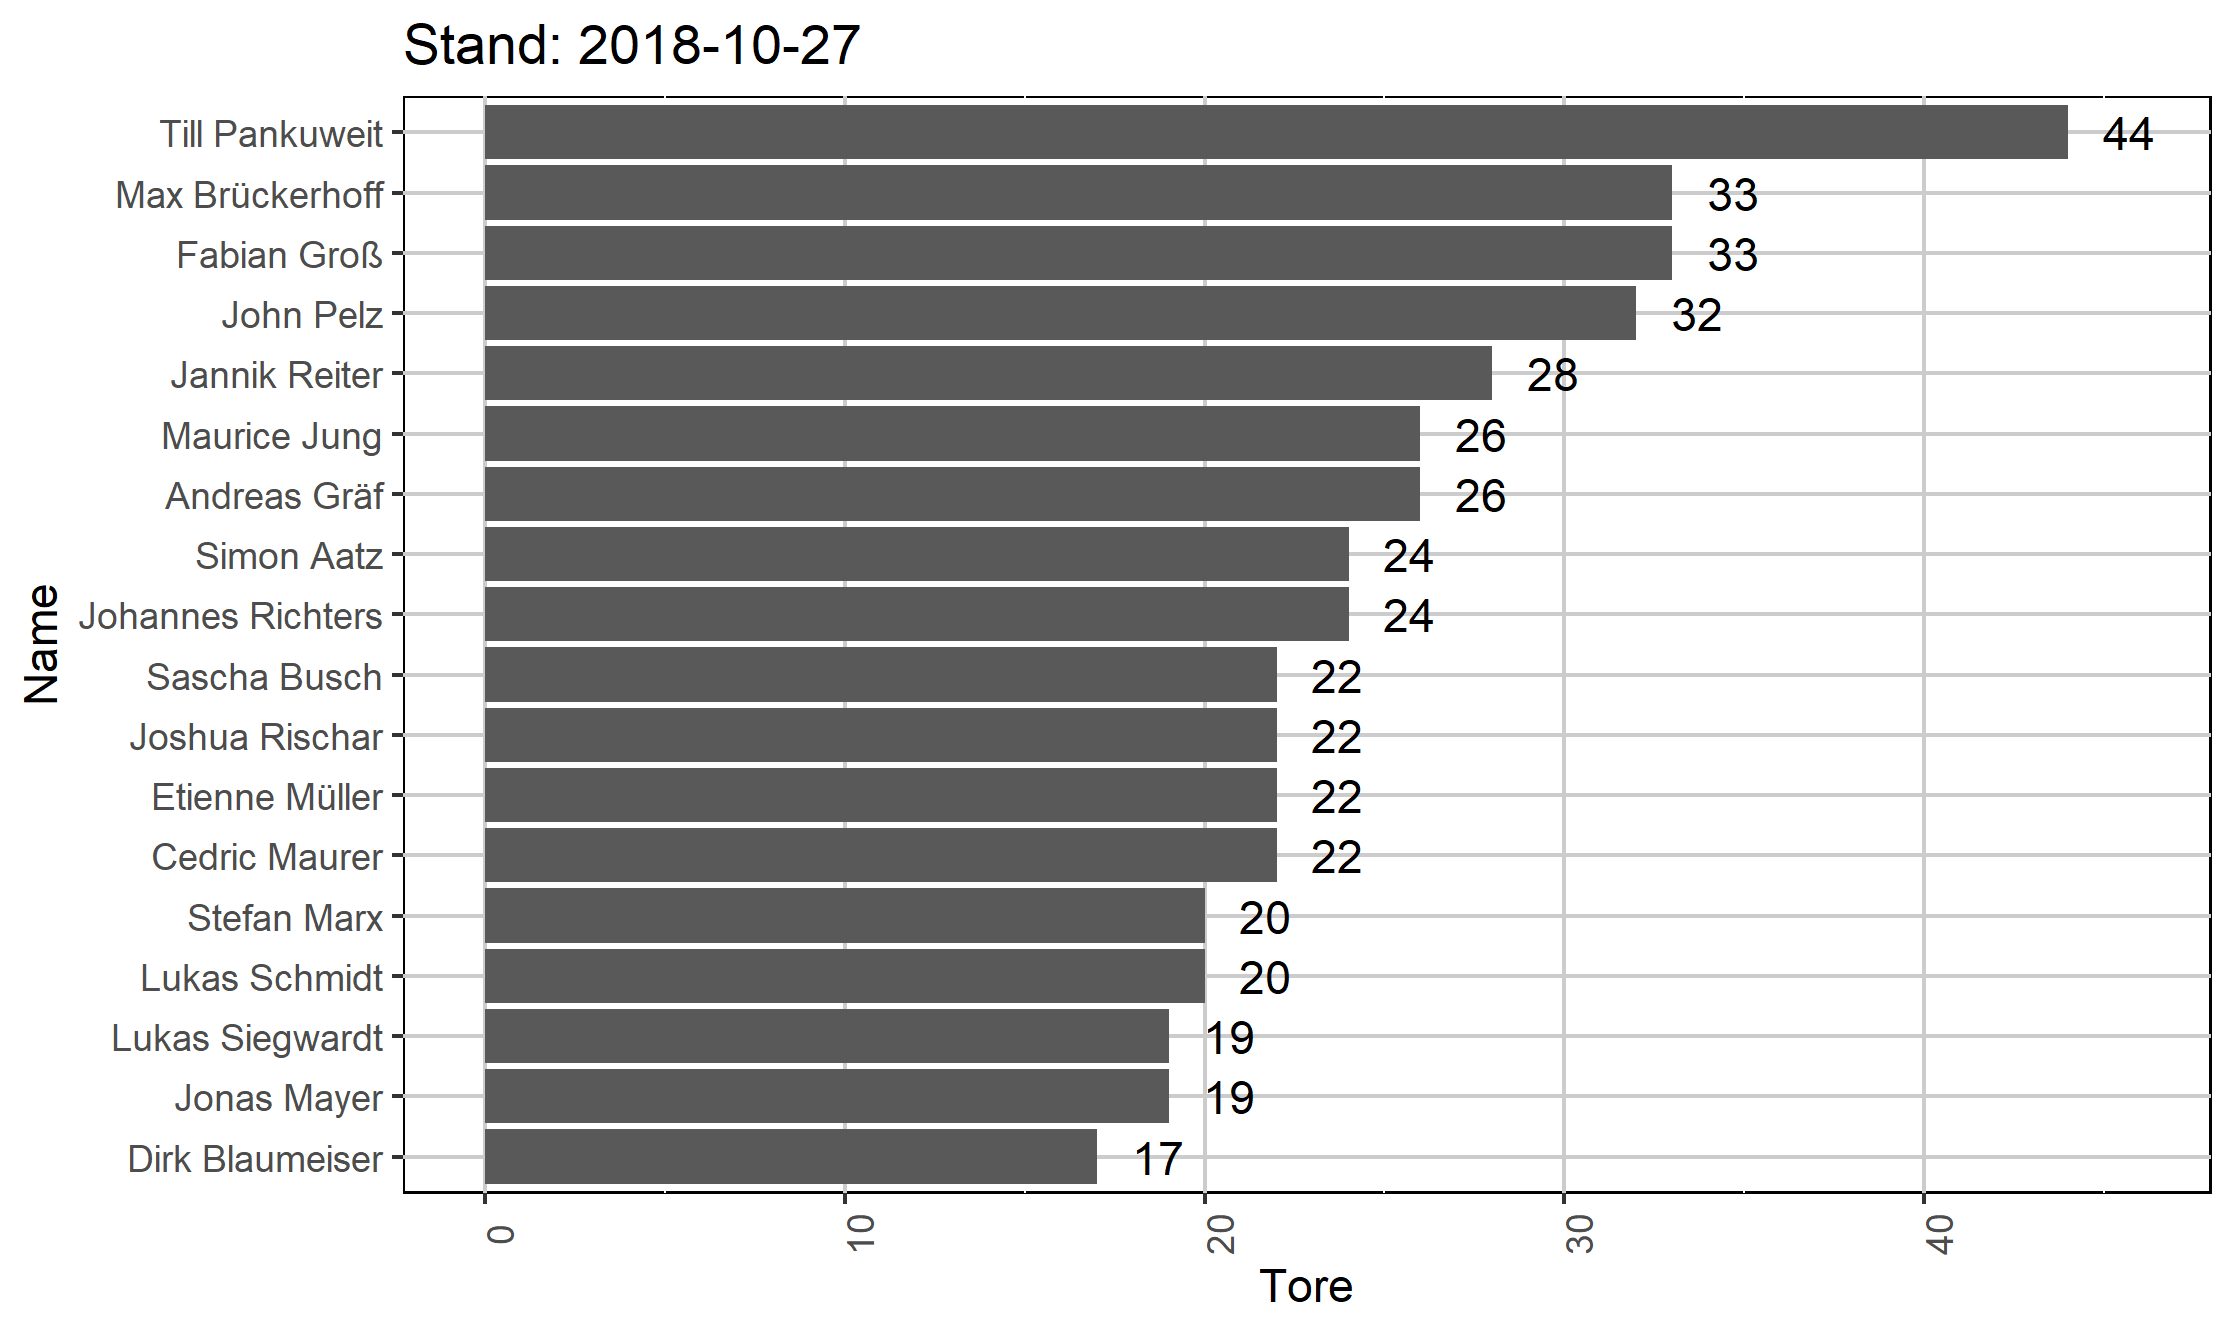 Stand: 2018-10-27
Name
Till Pankuweit 44
Max Brückerhoff 33
Fabian Groß 33
John Pelz 32
Jannik Reiter 28
Maurice Jung 26
Andreas Gräf 26
Simon Aatz 24
Johannes Richters 24
Sascha Busch 22
Joshua Rischar 22
Etienne Müller 22
Cedric Maurer 22
Stefan Marx 20
Lukas Schmidt 20
Lukas Siegwardt 19
Jonas Mayer 19
Dirk Blaumeiser 17
0 10 20 30 40
Tore